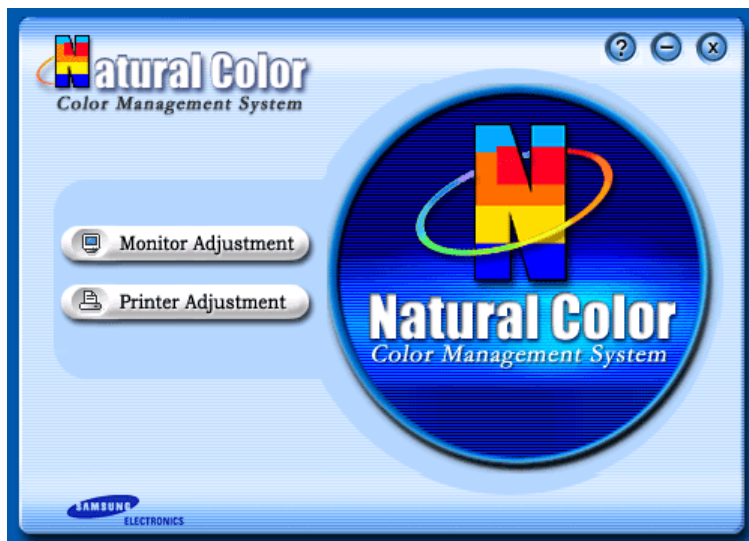 Natural Color
Color Management System
? – x
Monitor Adjustment
Printer Adjustment
N
Natural Color
Color Management System
SAMSUNG
ELECTRONICS